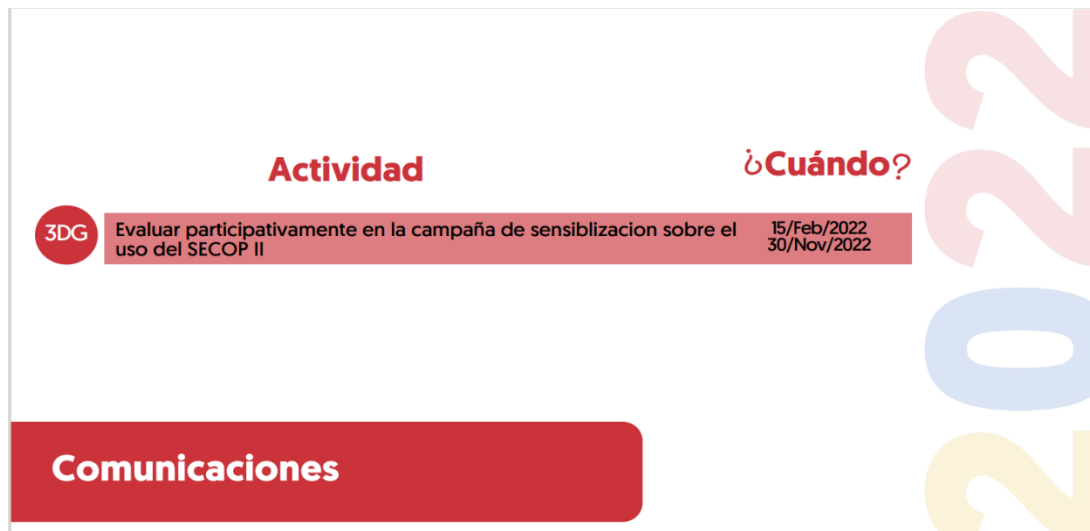 Actividad
¿Cuándo?
3DG
Evaluar participativamente en la campaña de sensiblizacion sobre el
uso del SECOP II
15/Feb/2022
30/Nov/2022
Comunicaciones
2022